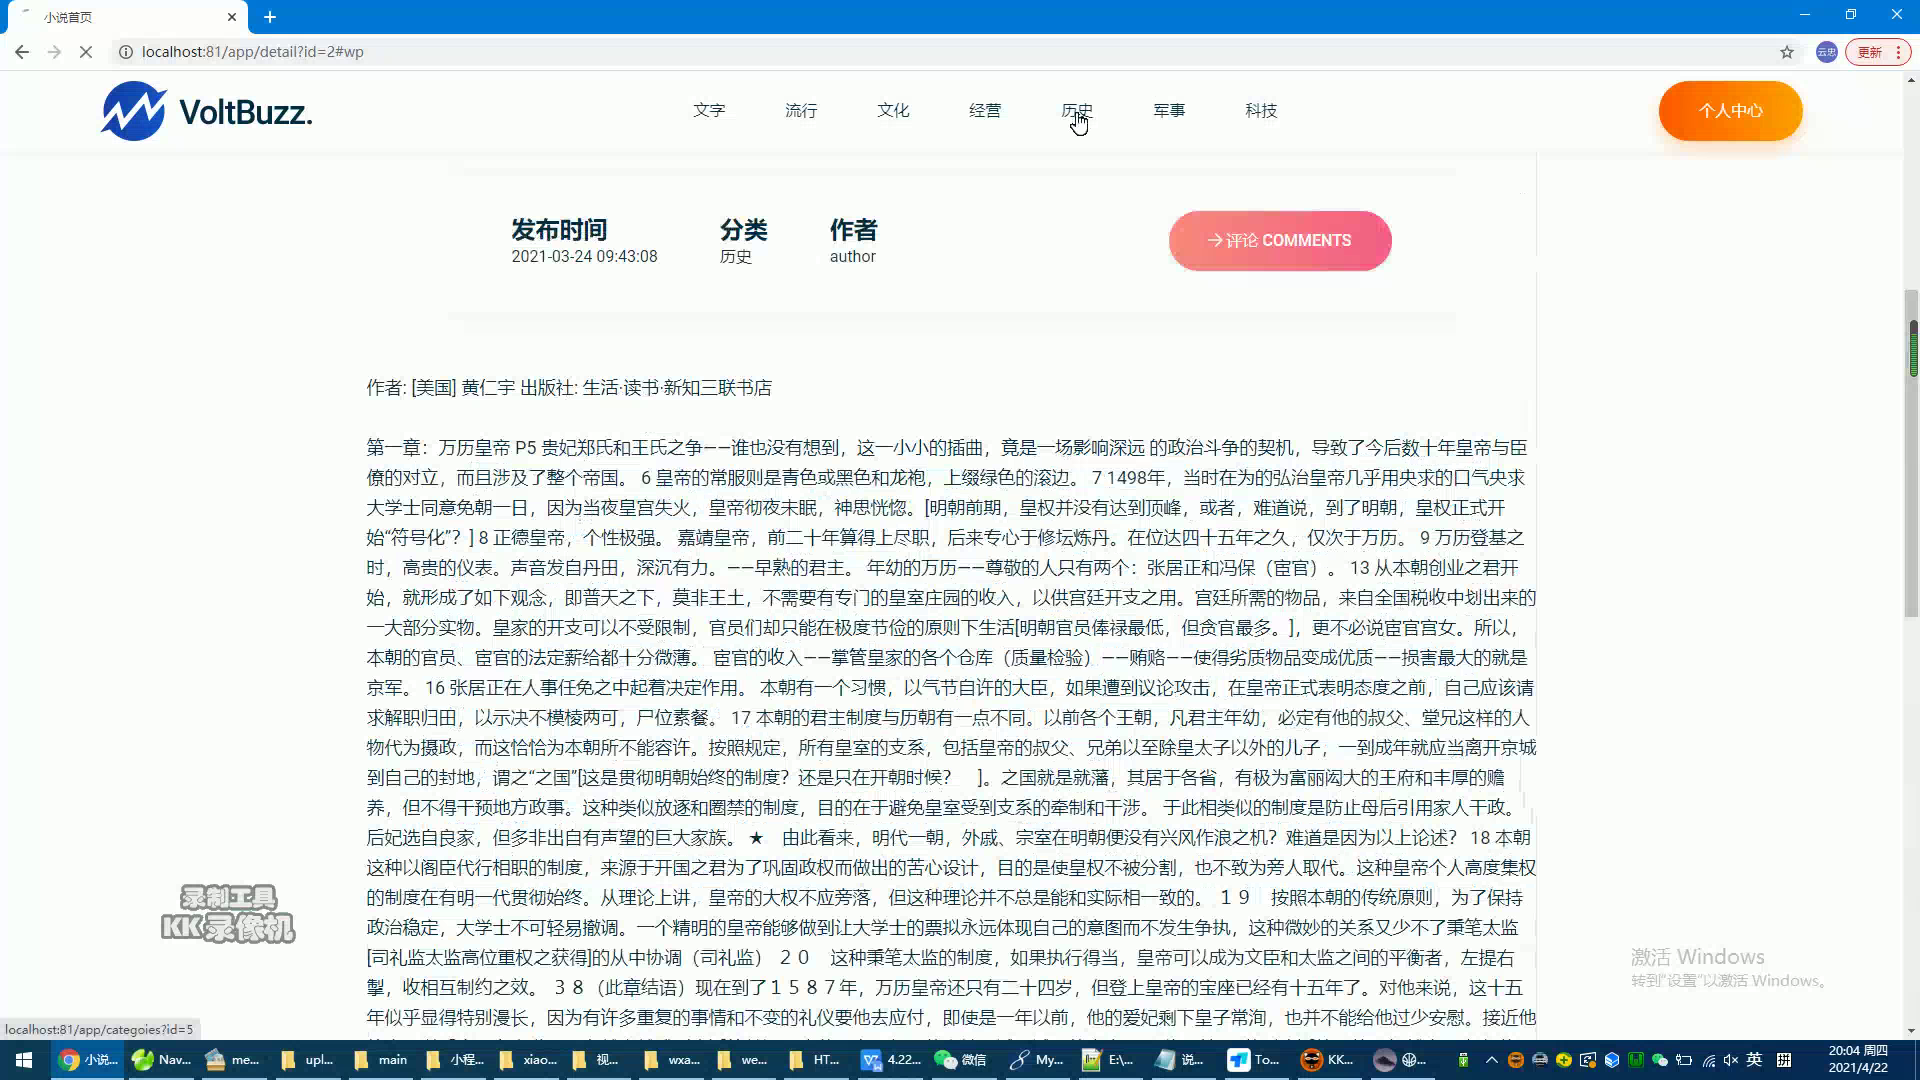 小说首页
localhost:81/app/detail?id=2#wp
云忠
更新
VoltBuzz.
文字 流行 文化 经营 历史 军事 科技
个人中心
发布时间 分类 作者
2021-03-24 09:43:08 历史 author
评论 COMMENTS
作者: [美国] 黄仁宇 出版社: 生活·读书·新知三联书店
第一章：万历皇帝 P5 贵妃郑氏和王氏之争——谁也没有想到，这一小小的插曲，竟是一场影响深远 的政治斗争的契机，导致了今后数十年皇帝与臣
僚的对立，而且涉及了整个帝国。 6 皇帝的常服则是青色或黑色和龙袍，上缀绿色的滚边。 7 1498年，当时在为的弘治皇帝几乎用央求的口气央求
大学士同意免朝一日，因为当夜皇宫失火，皇帝彻夜未眠，神思恍惚。[明朝前期，皇权并没有达到顶峰，或者，难道说，到了明朝，皇权正式开
始“符号化”？] 8 正德皇帝，个性极强。 嘉靖皇帝，前二十年算得上尽职，后来专心于修坛炼丹。在位达四十五年之久，仅次于万历。 9 万历登基之
时，高贵的仪表。声音发自丹田，深沉有力。——早熟的君主。 年幼的万历——尊敬的人只有两个：张居正和冯保（宦官）。 13 从本朝创业之君开
始，就形成了如下观念，即普天之下，莫非王土，不需要有专门的皇室庄园的收入，以供宫廷开支之用。宫廷所需的物品，来自全国税收中划出来的
一大部分实物。皇家的开支可以不受限制，官员们却只能在极度节俭的原则下生活[明朝官员俸禄最低，但贪官最多。]，更不必说宦官宫女。所以，
本朝的官员、宦官的法定薪给都十分微薄。 宦官的收入——掌管皇家的各个仓库（质量检验）——贿赂——使得劣质物品变成优质——损害最大的就是
京军。 16 张居正在人事任免之中起着决定作用。 本朝有一个习惯，以气节自许的大臣，如果遭到议论攻击，在皇帝正式表明态度之前，自己应该请
求解职归田，以示决不模棱两可，尸位素餐。 17 本朝的君主制度与历朝有一点不同。以前各个王朝，凡君主年幼，必定有他的叔父、堂兄这样的人
物代为摄政，而这恰恰为本朝所不能容许。按照规定，所有皇室的支系，包括皇帝的叔父、兄弟以至除皇太子以外的儿子，一到成年就应当离开京城
到自己的封地，谓之“之国”[这是贯彻明朝始终的制度？还是只在开朝时候？ ]。之国就是就藩，其居于各省，有极为富丽闳大的王府和丰厚的赡
养，但不得干预地方政事。这种类似放逐和圈禁的制度，目的在于避免皇室受到支系的牵制和干涉。 于此相类似的制度是防止母后引用家人干政。
后妃选自良家，但多非出自有声望的巨大家族。 ★ 由此看来，明代一朝，外戚、宗室在明朝便没有兴风作浪之机？难道是因为以上论述？ 18 本朝
这种以阁臣代行相职的制度，来源于开国之君为了巩固政权而做出的苦心设计，目的是使皇权不被分割，也不致为旁人取代。这种皇帝个人高度集权
的制度在有明一代贯彻始终。从理论上讲，皇帝的大权不应旁落，但这种理论并不总是能和实际相一致的。 １９ 按照本朝的传统原则，为了保持
政治稳定，大学士不可轻易撤调。一个精明的皇帝能够做到让大学士的票拟永远体现自己的意图而不发生争执，这种微妙的关系又少不了秉笔太监
[司礼监太监高位重权之获得]的从中协调（司礼监） ２０ 这种秉笔太监的制度，如果执行得当，皇帝可以成为文臣和太监之间的平衡者，左提右
掣，收相互制约之效。 ３８（此章结语）现在到了１５８７年，万历皇帝还只有二十四岁，但登上皇帝的宝座已经有十五年了。对他来说，这十五
年似乎显得特别漫长，因为有许多重复的事情和不变的礼仪要他去应付，即使是一年以前，他的爱妃剩下皇子常洵，也并不能给他过少安慰。接近他
录制工具
KK录像机
激活 Windows
转到“设置”以激活 Windows。
localhost:81/app/categoies?id=5
小说... Nav... me... upl... main 小程... xiao... 视... wxa... we... HT... 4.22... 微信 My... E:\... 说... To... KK... 英 拼
20:04 周四
2021/4/22